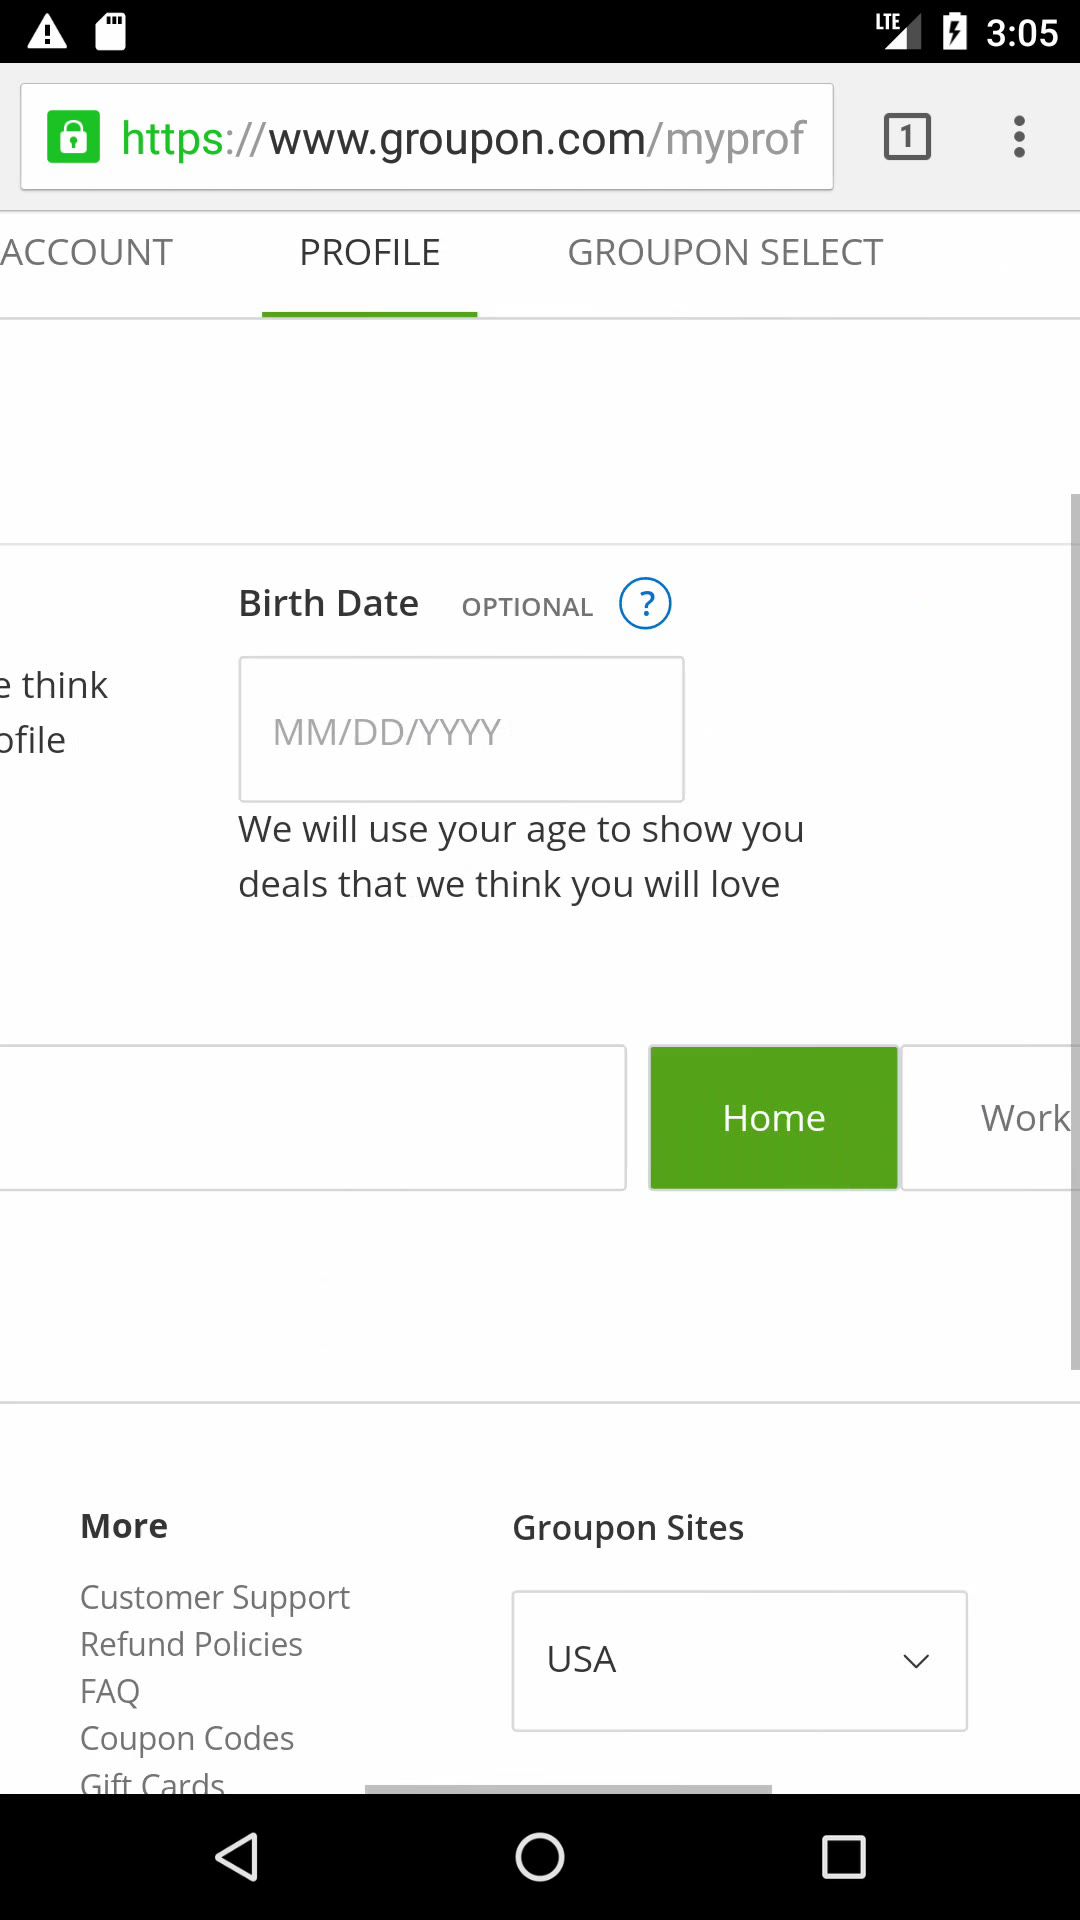 LTE 3:05
https://www.groupon.com/myprof
1
ACCOUNT PROFILE GROUPON SELECT
Birth Date OPTIONAL ?
e think
ofile
MM/DD/YYYY
We will use your age to show you
deals that we think you will love
Home Work
More
Groupon Sites
Customer Support
Refund Policies
FAQ
USA
Coupon Codes
Gift Cards